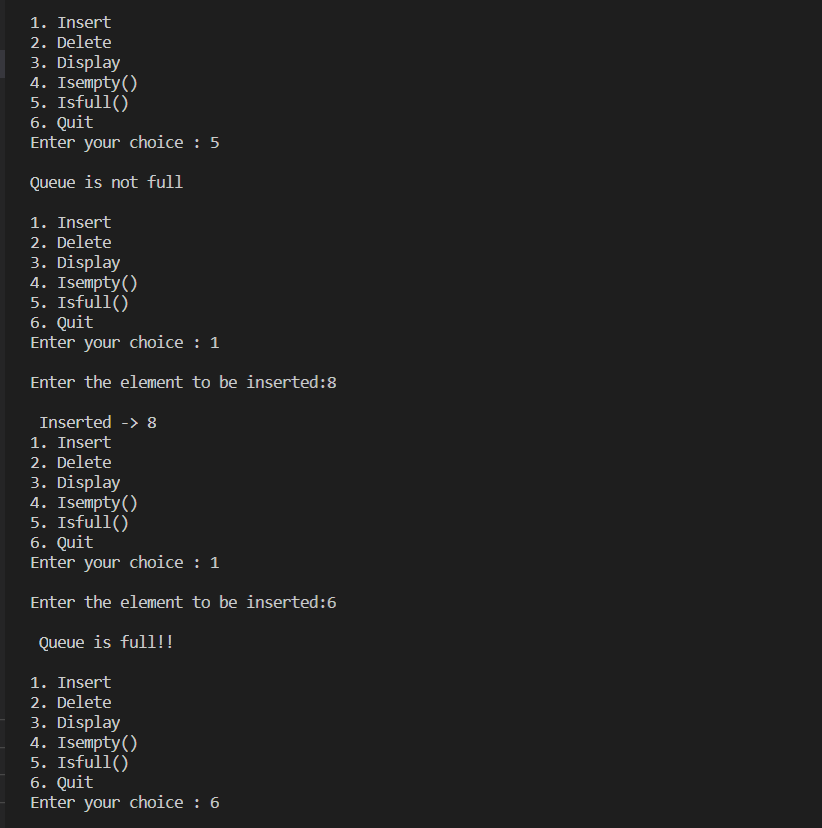 1. Insert
2. Delete
3. Display
4. Isempty()
5. Isfull()
6. Quit
Enter your choice : 5
Queue is not full
1. Insert
2. Delete
3. Display
4. Isempty()
5. Isfull()
6. Quit
Enter your choice : 1
Enter the element to be inserted:8
Inserted -> 8
1. Insert
2. Delete
3. Display
4. Isempty()
5. Isfull()
6. Quit
Enter your choice : 1
Enter the element to be inserted:6
Queue is full!!
1. Insert
2. Delete
3. Display
4. Isempty()
5. Isfull()
6. Quit
Enter your choice : 6